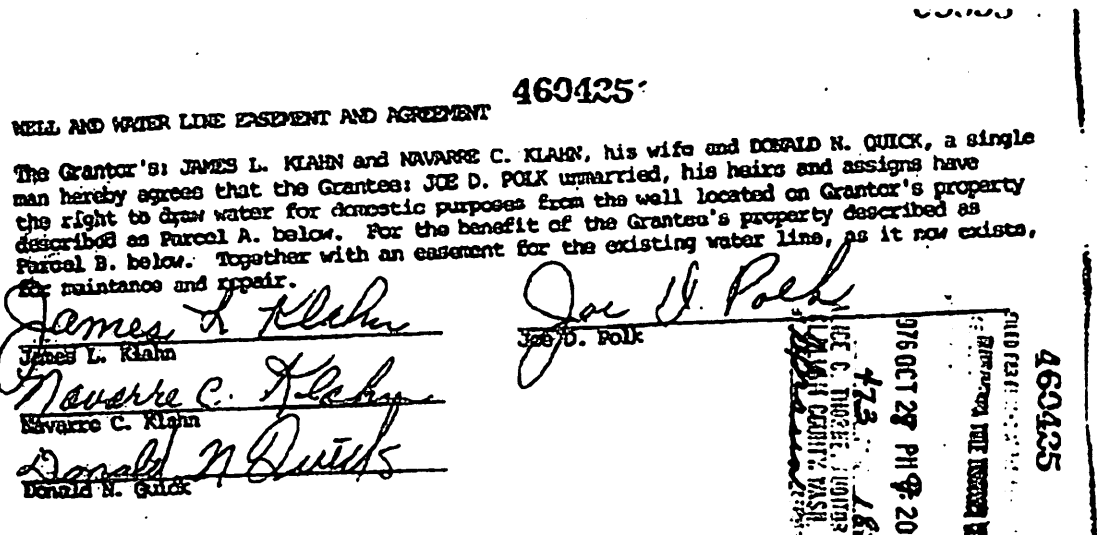 460425
WELL AND WATER LINE EASEMENT AND AGREEMENT
The Grantor's: JAMES L. KLAHN and NAVARRE C. KLAHN, his wife and DONALD N. QUICK, a single
man hereby agrees that the Grantee: JOE D. POLK unmarried, his heirs and assigns have
the right to draw water for domestic purposes from the well located on Grantor's property
described as Parcel A. below. For the benefit of the Grantee's property described as
Parcel B. below. Together with an easement for the existing water line, as it now exists,
for maintance and repair.
James L Klahn
James L. Klahn
Joe D. Polk
Joe D. Polk
Navarre C. Klahn
Navarre C. Klahn
Donald N Quick
Donald N. Quick
460425
FILED FOR
976 OCT 28 PM 20
473
COUNTY, WASH.